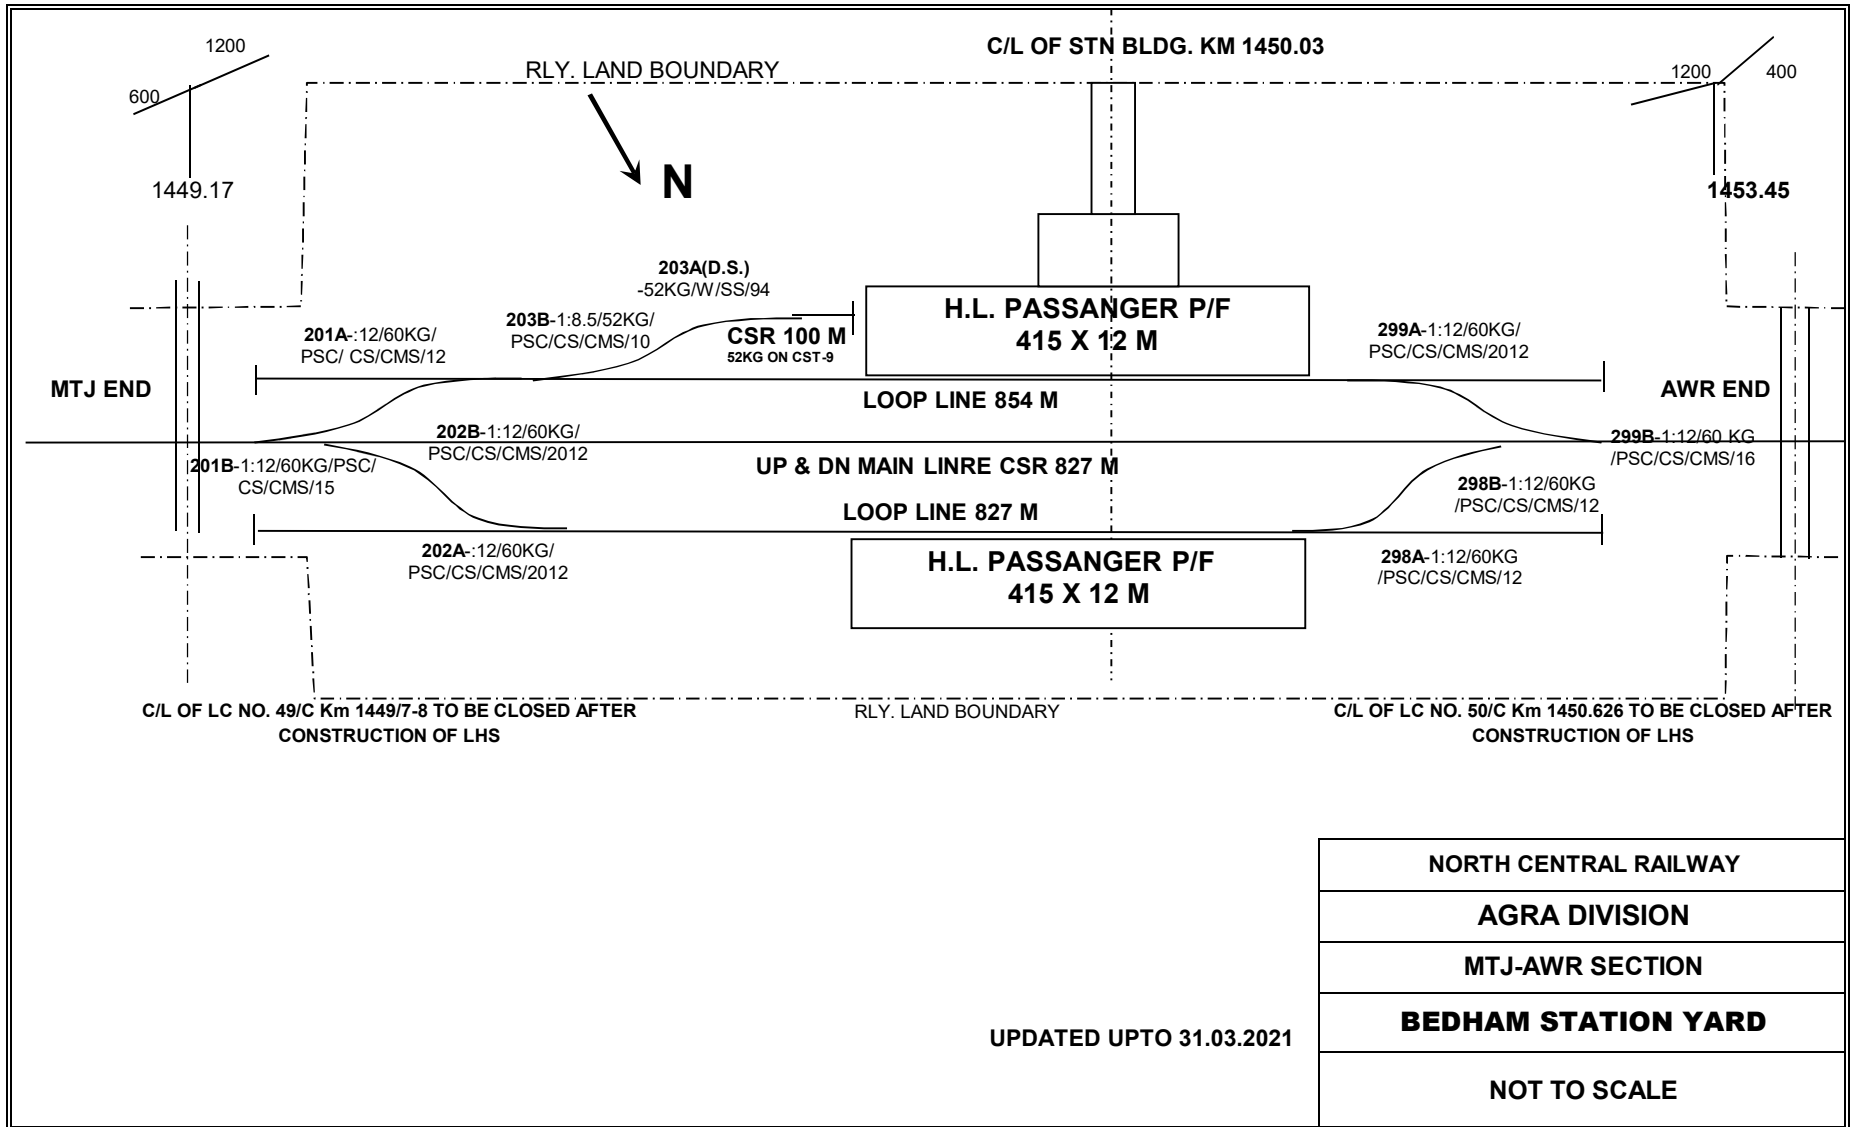 1200
600
1449.17
RLY. LAND BOUNDARY
N
C/L OF STN BLDG. KM 1450.03
1200
400
1453.45
203A(D.S.)
-52KG/W/SS/94
201A-:12/60KG/
PSC/ CS/CMS/12
203B-1:8.5/52KG/
PSC/CS/CMS/10
CSR 100 M
52KG ON CST-9
H.L. PASSANGER P/F
415 X 12 M
299A-1:12/60KG/
PSC/CS/CMS/2012
MTJ END
LOOP LINE 854 M
AWR END
202B-1:12/60KG/
PSC/CS/CMS/2012
299B-1:12/60 KG
/PSC/CS/CMS/16
201B-1:12/60KG/PSC/
CS/CMS/15
UP & DN MAIN LINRE CSR 827 M
298B-1:12/60KG
/PSC/CS/CMS/12
LOOP LINE 827 M
202A-:12/60KG/
PSC/CS/CMS/2012
H.L. PASSANGER P/F
415 X 12 M
298A-1:12/60KG
/PSC/CS/CMS/12
C/L OF LC NO. 49/C Km 1449/7-8 TO BE CLOSED AFTER
CONSTRUCTION OF LHS
RLY. LAND BOUNDARY
C/L OF LC NO. 50/C Km 1450.626 TO BE CLOSED AFTER
CONSTRUCTION OF LHS
NORTH CENTRAL RAILWAY
AGRA DIVISION
MTJ-AWR SECTION
BEDHAM STATION YARD
UPDATED UPTO 31.03.2021
NOT TO SCALE